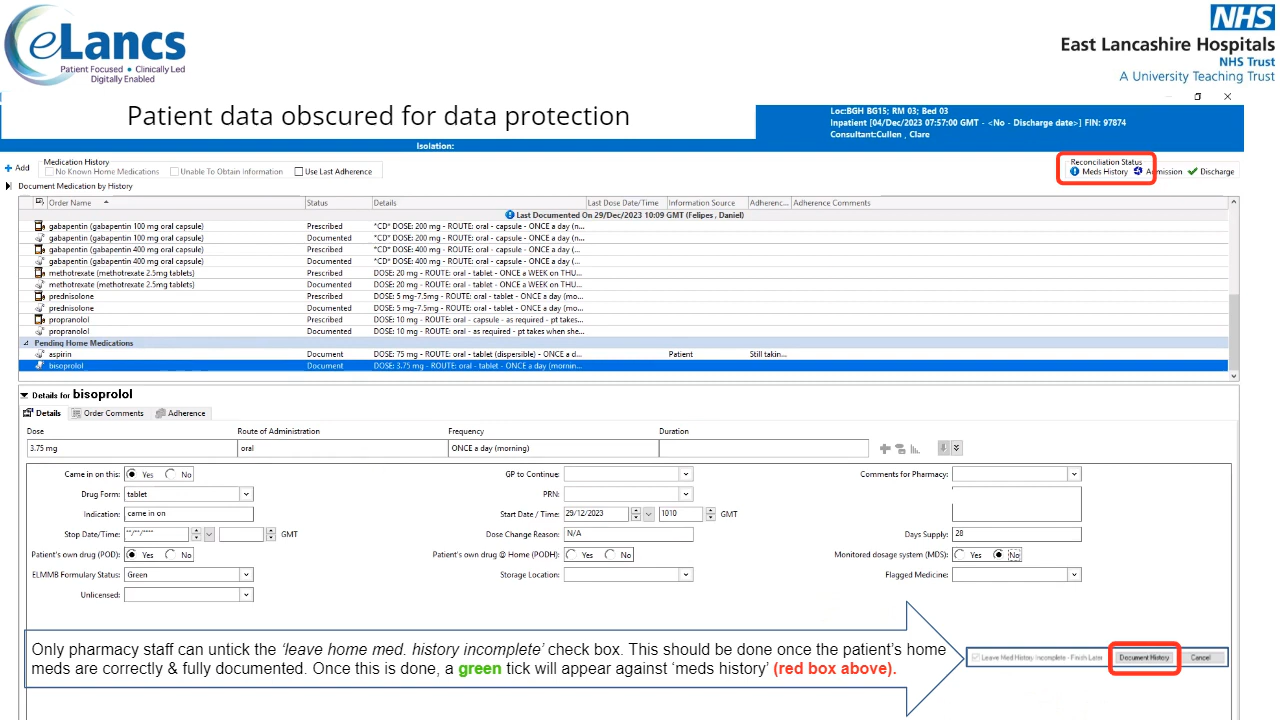 eLancs
Patient Focused • Clinically Led
Digitally Enabled
NHS
East Lancashire Hospitals
NHS Trust
A University Teaching Trust
Patient data obscured for data protection
Loc:BGH BG15; RM 03; Bed 03
Inpatient [04/Dec/2023 07:57:00 GMT - <No - Discharge date>] FIN: 97874
Consultant:Cullen , Clare
Isolation:
Add
Medication History
No Known Home Medications Unable To Obtain Information Use Last Adherence
Reconciliation Status
Meds History Admission Discharge
Document Medication by History
Order Name Status Details Last Dose Date/Time Information Source Adherenc... Adherence Comments
Last Documented On 29/Dec/2023 10:09 GMT (Felipes , Daniel)
gabapentin (gabapentin 100 mg oral capsule) Prescribed *CD* DOSE: 200 mg - ROUTE: oral - capsule - ONCE a day (n...
gabapentin (gabapentin 100 mg oral capsule) Documented *CD* DOSE: 200 mg - ROUTE: oral - capsule - ONCE a day (n...
gabapentin (gabapentin 400 mg oral capsule) Prescribed *CD* DOSE: 400 mg - ROUTE: oral - capsule - ONCE a day (...
gabapentin (gabapentin 400 mg oral capsule) Documented *CD* DOSE: 400 mg - ROUTE: oral - capsule - ONCE a day (...
methotrexate (methotrexate 2.5mg tablets) Prescribed DOSE: 20 mg - ROUTE: oral - tablet - ONCE a WEEK on THU...
methotrexate (methotrexate 2.5mg tablets) Documented DOSE: 20 mg - ROUTE: oral - tablet - ONCE a WEEK on THU...
prednisolone Prescribed DOSE: 5 mg-7.5mg - ROUTE: oral - tablet - ONCE a day (mo...
prednisolone Documented DOSE: 5 mg-7.5mg - ROUTE: oral - tablet - ONCE a day (mo...
propranolol Prescribed DOSE: 10 mg - ROUTE: oral - capsule - as required - pt takes...
propranolol Documented DOSE: 10 mg - ROUTE: oral - as required - pt takes when she...
Pending Home Medications
aspirin Document DOSE: 75 mg - ROUTE: oral - tablet (dispersible) - ONCE a d... Patient Still takin...
bisoprolol Document DOSE: 3.75 mg - ROUTE: oral - tablet - ONCE a day (mornin...
Details for bisoprolol
Details Order Comments Adherence
Dose Route of Administration Frequency Duration
3.75 mg oral ONCE a day (morning)
Came in on this: Yes No GP to Continue: Comments for Pharmacy:
Drug Form: tablet PRN:
Indication: came in on Start Date / Time: 29/12/2023 1010 GMT
Stop Date/Time: **/**/**** GMT Dose Change Reason: N/A Days Supply: 28
Patient's own drug (POD): Yes No Patient's own drug @ Home (PODH): Yes No Monitored dosage system (MDS): Yes No
ELMMB Formulary Status: Green Storage Location: Flagged Medicine:
Unlicensed:
Only pharmacy staff can untick the ‘leave home med. history incomplete’ check box. This should be done once the patient’s home
meds are correctly & fully documented. Once this is done, a green tick will appear against ‘meds history’ (red box above).
Leave Med History Incomplete - Finish Later Document History Cancel